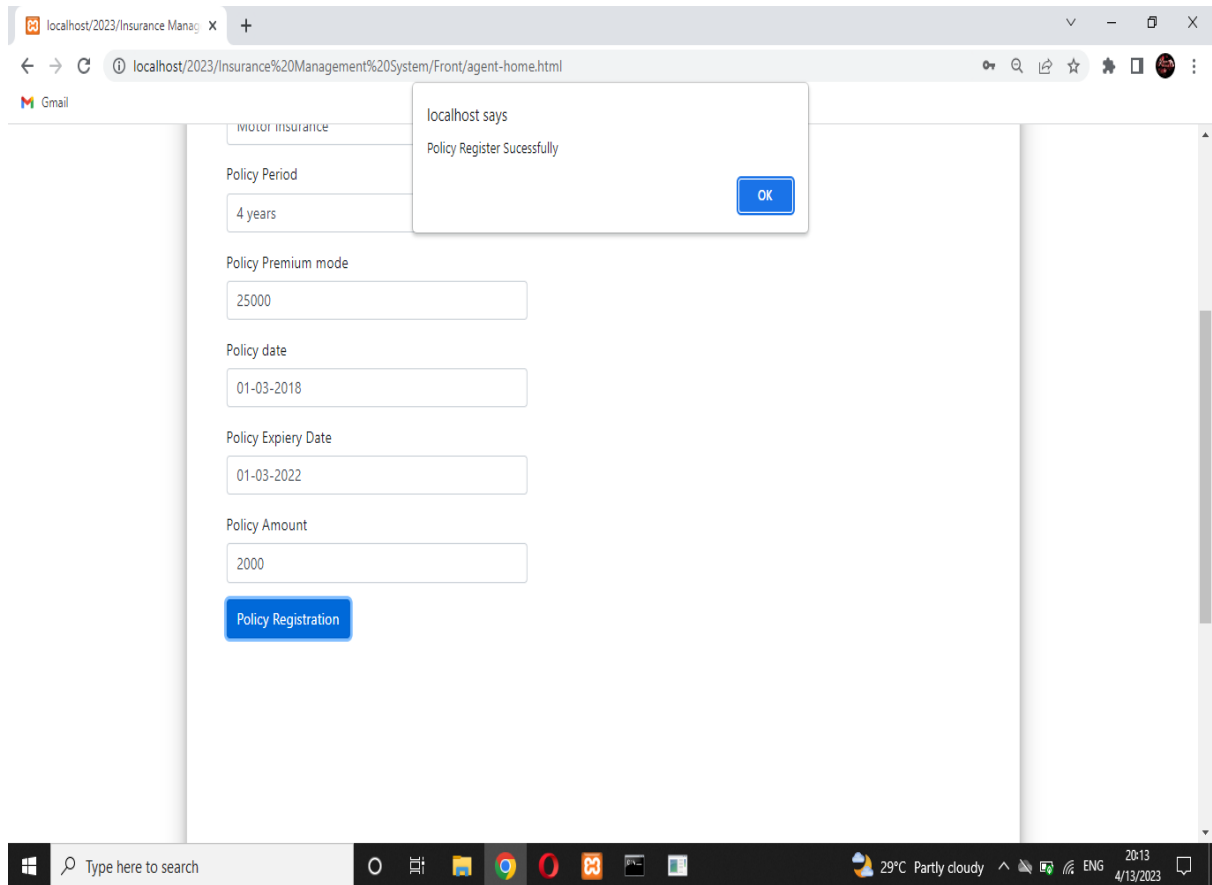 localhost/2023/Insurance Manag
localhost/2023/Insurance%20Management%20System/Front/agent-home.html
Gmail
localhost says
Policy Register Sucessfully
OK
Motor Insurance
Policy Period
4 years
Policy Premium mode
25000
Policy date
01-03-2018
Policy Expiery Date
01-03-2022
Policy Amount
2000
Policy Registration
Type here to search
29°C Partly cloudy
ENG
20:13
4/13/2023